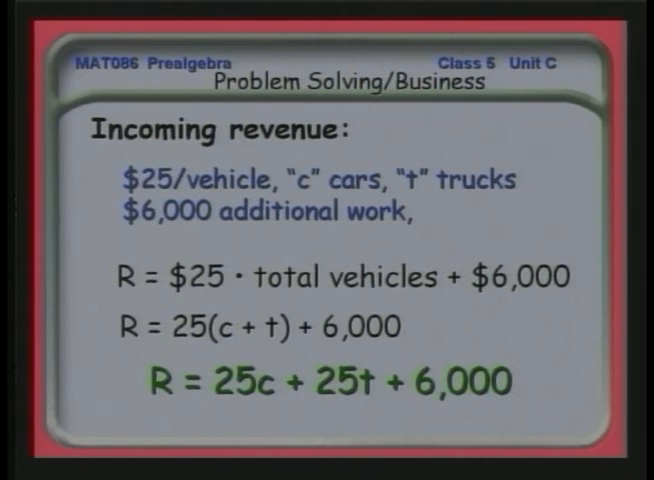 MAT086 Prealgebra Class 5 Unit C
Problem Solving/Business
Incoming revenue:
$25/vehicle, “c” cars, “t” trucks
$6,000 additional work,
R = $25 · total vehicles + $6,000
R = 25(c + t) + 6,000
R = 25c + 25t + 6,000